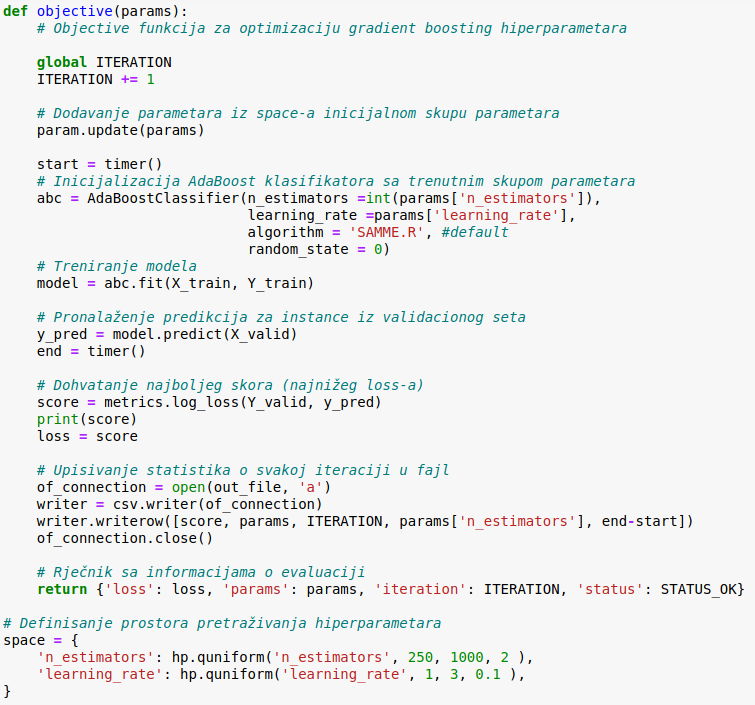 def objective(params):
    # Objective funkcija za optimizaciju gradient boosting hiperparametara

    global ITERATION
    ITERATION += 1

    # Dodavanje parametara iz space-a inicijalnom skupu parametara
    param.update(params)

    start = timer()
    # Inicijalizacija AdaBoost klasifikatora sa trenutnim skupom parametara
    abc = AdaBoostClassifier(n_estimators =int(params['n_estimators']),
                             learning_rate =params['learning_rate'],
                             algorithm = 'SAMME.R', #default
                             random_state = 0)
    # Treniranje modela
    model = abc.fit(X_train, Y_train)

    # Pronalaženje predikcija za instance iz validacionog seta
    y_pred = model.predict(X_valid)
    end = timer()

    # Dohvatanje najboljeg skora (najnižeg loss-a)
    score = metrics.log_loss(Y_valid, y_pred)
    print(score)
    loss = score

    # Upisivanje statistika o svakoj iteraciji u fajl
    of_connection = open(out_file, 'a')
    writer = csv.writer(of_connection)
    writer.writerow([score, params, ITERATION, params['n_estimators'], end-start])
    of_connection.close()

    # Rječnik sa informacijama o evaluaciji
    return {'loss': loss, 'params': params, 'iteration': ITERATION, 'status': STATUS_OK}

# Definisanje prostora pretraživanja hiperparametara
space = {
    'n_estimators': hp.quniform('n_estimators', 250, 1000, 2 ),
    'learning_rate': hp.quniform('learning_rate', 1, 3, 0.1 ),
}